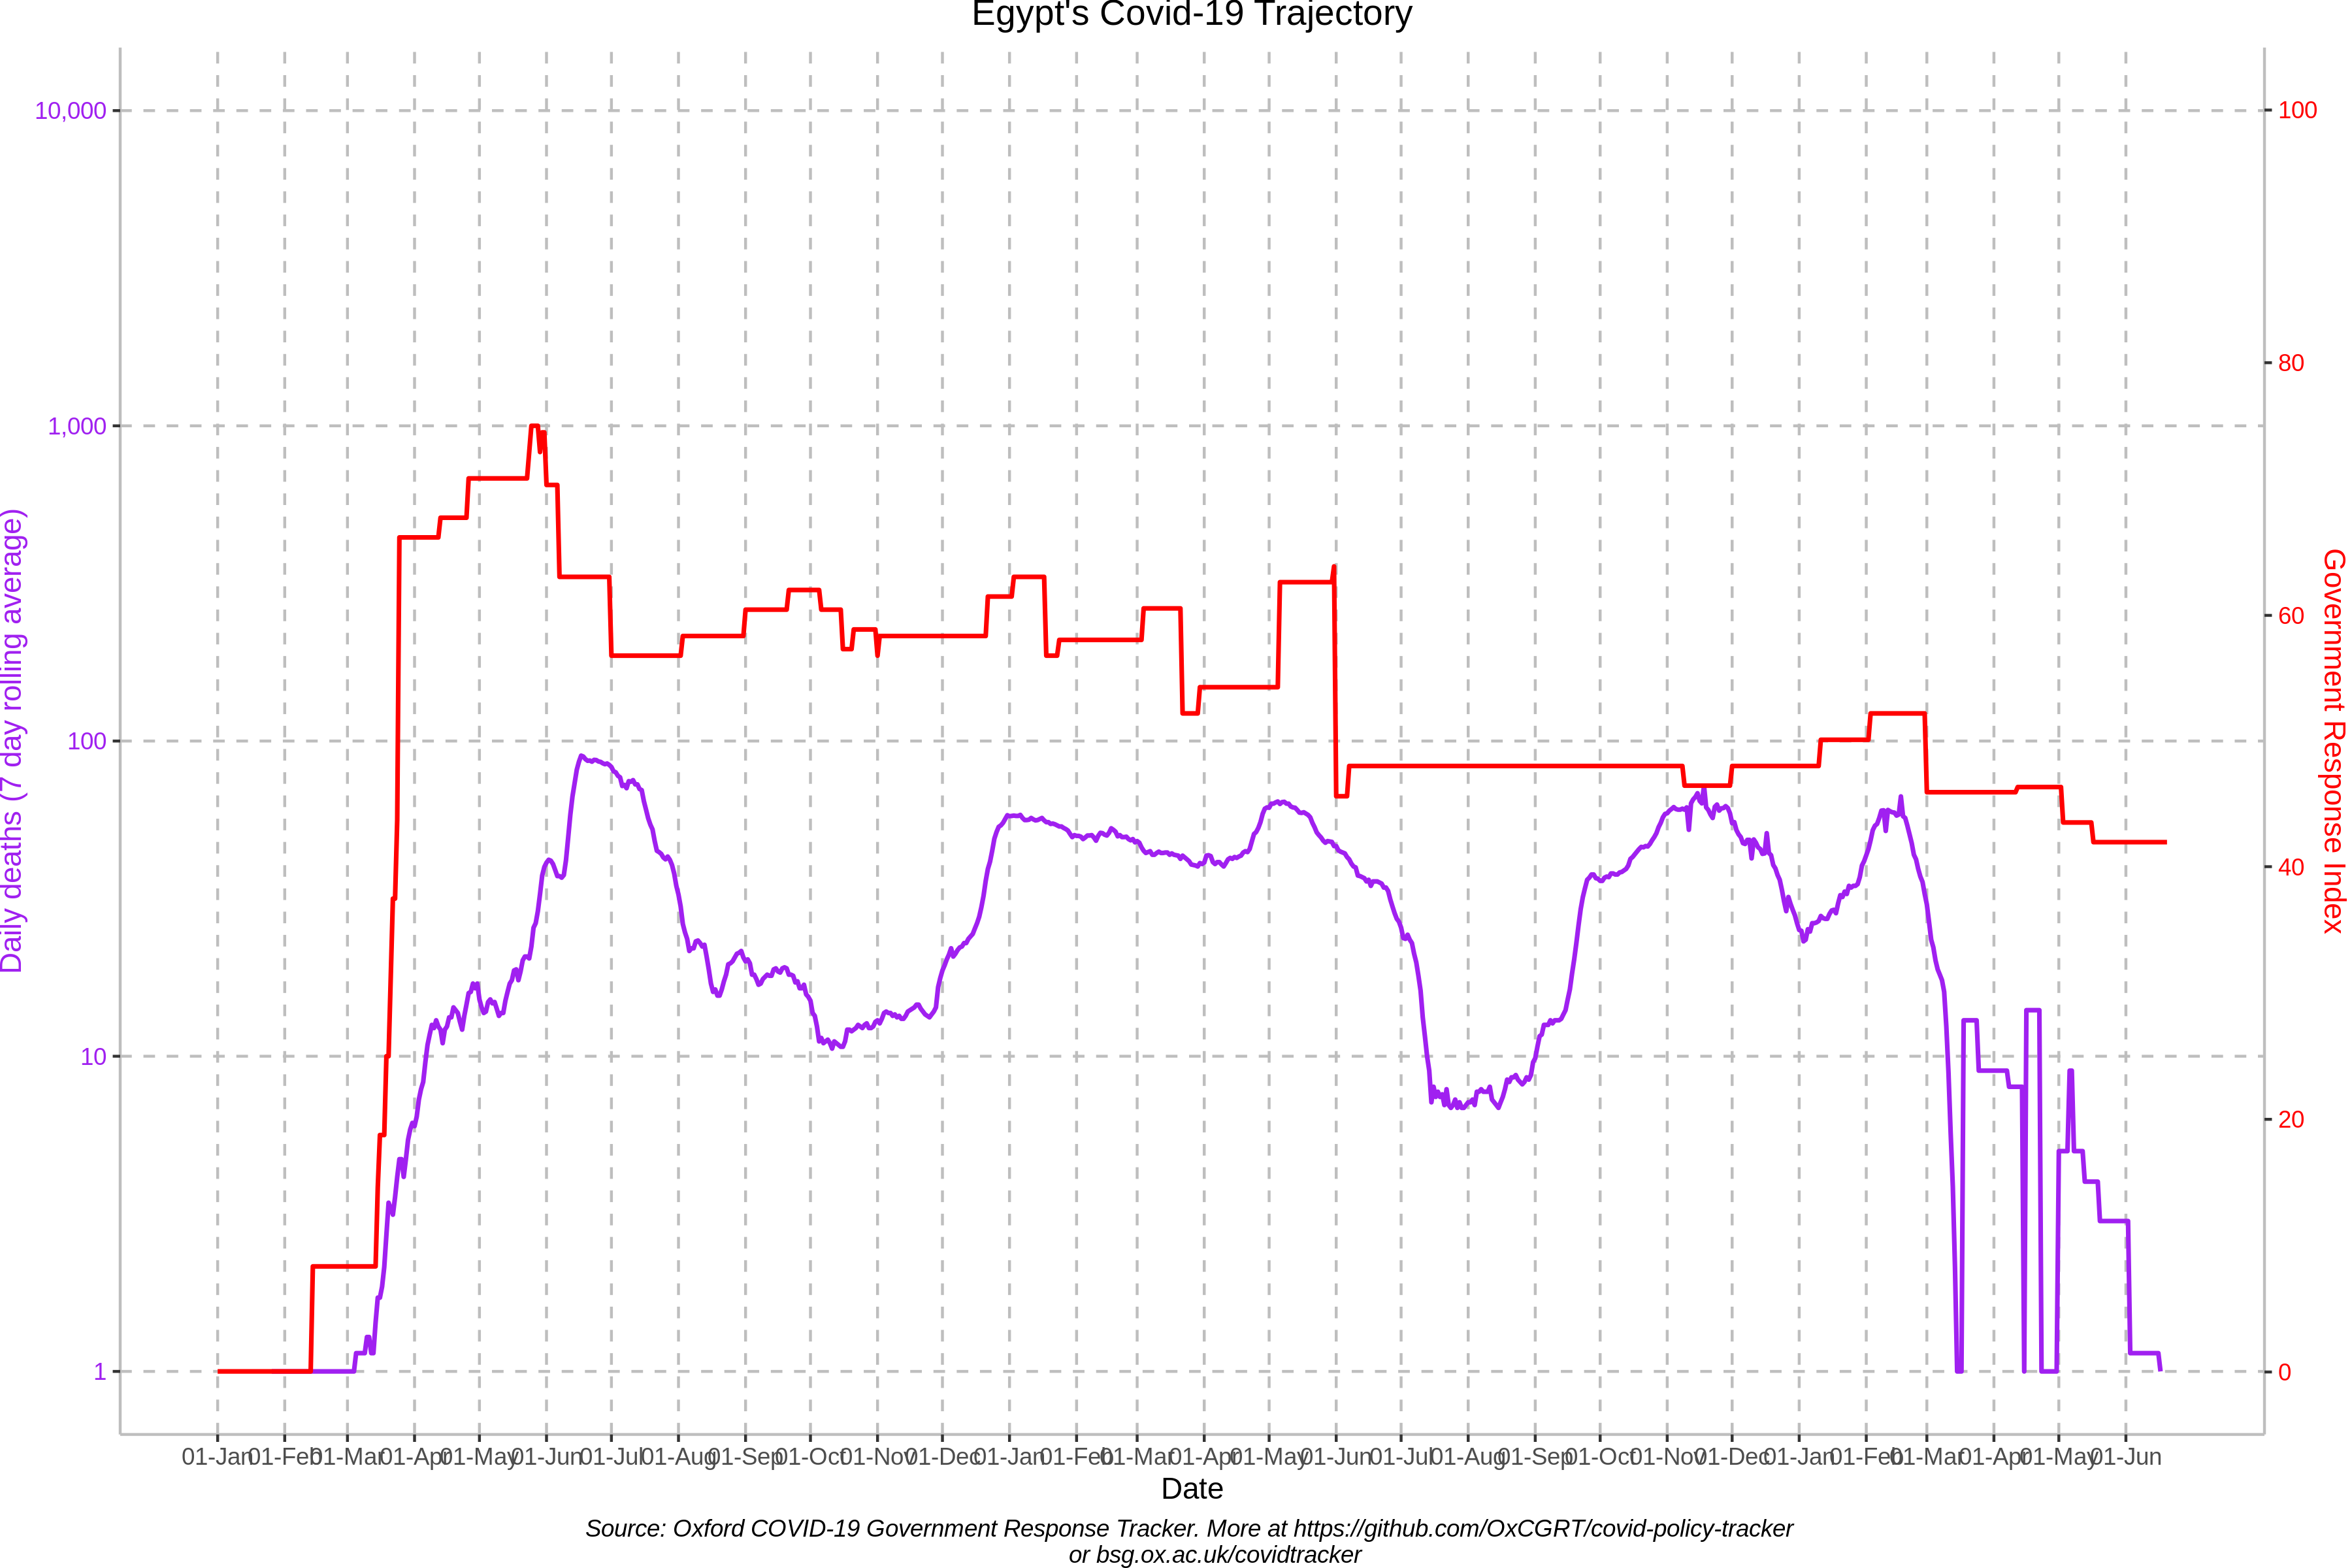 Egypt's Covid-19 Trajectory
10,000
1,000
100
10
1
Daily deaths (7 day rolling average)
100
80
60
40
20
0
Government Response Index
01-Jan 01-Feb 01-Mar 01-Apr 01-May 01-Jun 01-Jul 01-Aug 01-Sep 01-Oct 01-Nov 01-Dec 01-Jan 01-Feb 01-Mar 01-Apr 01-May 01-Jun 01-Jul 01-Aug 01-Sep 01-Oct 01-Nov 01-Dec 01-Jan 01-Feb 01-Mar 01-Apr 01-May 01-Jun
Date
Source: Oxford COVID-19 Government Response Tracker. More at https://github.com/OxCGRT/covid-policy-tracker
or bsg.ox.ac.uk/covidtracker